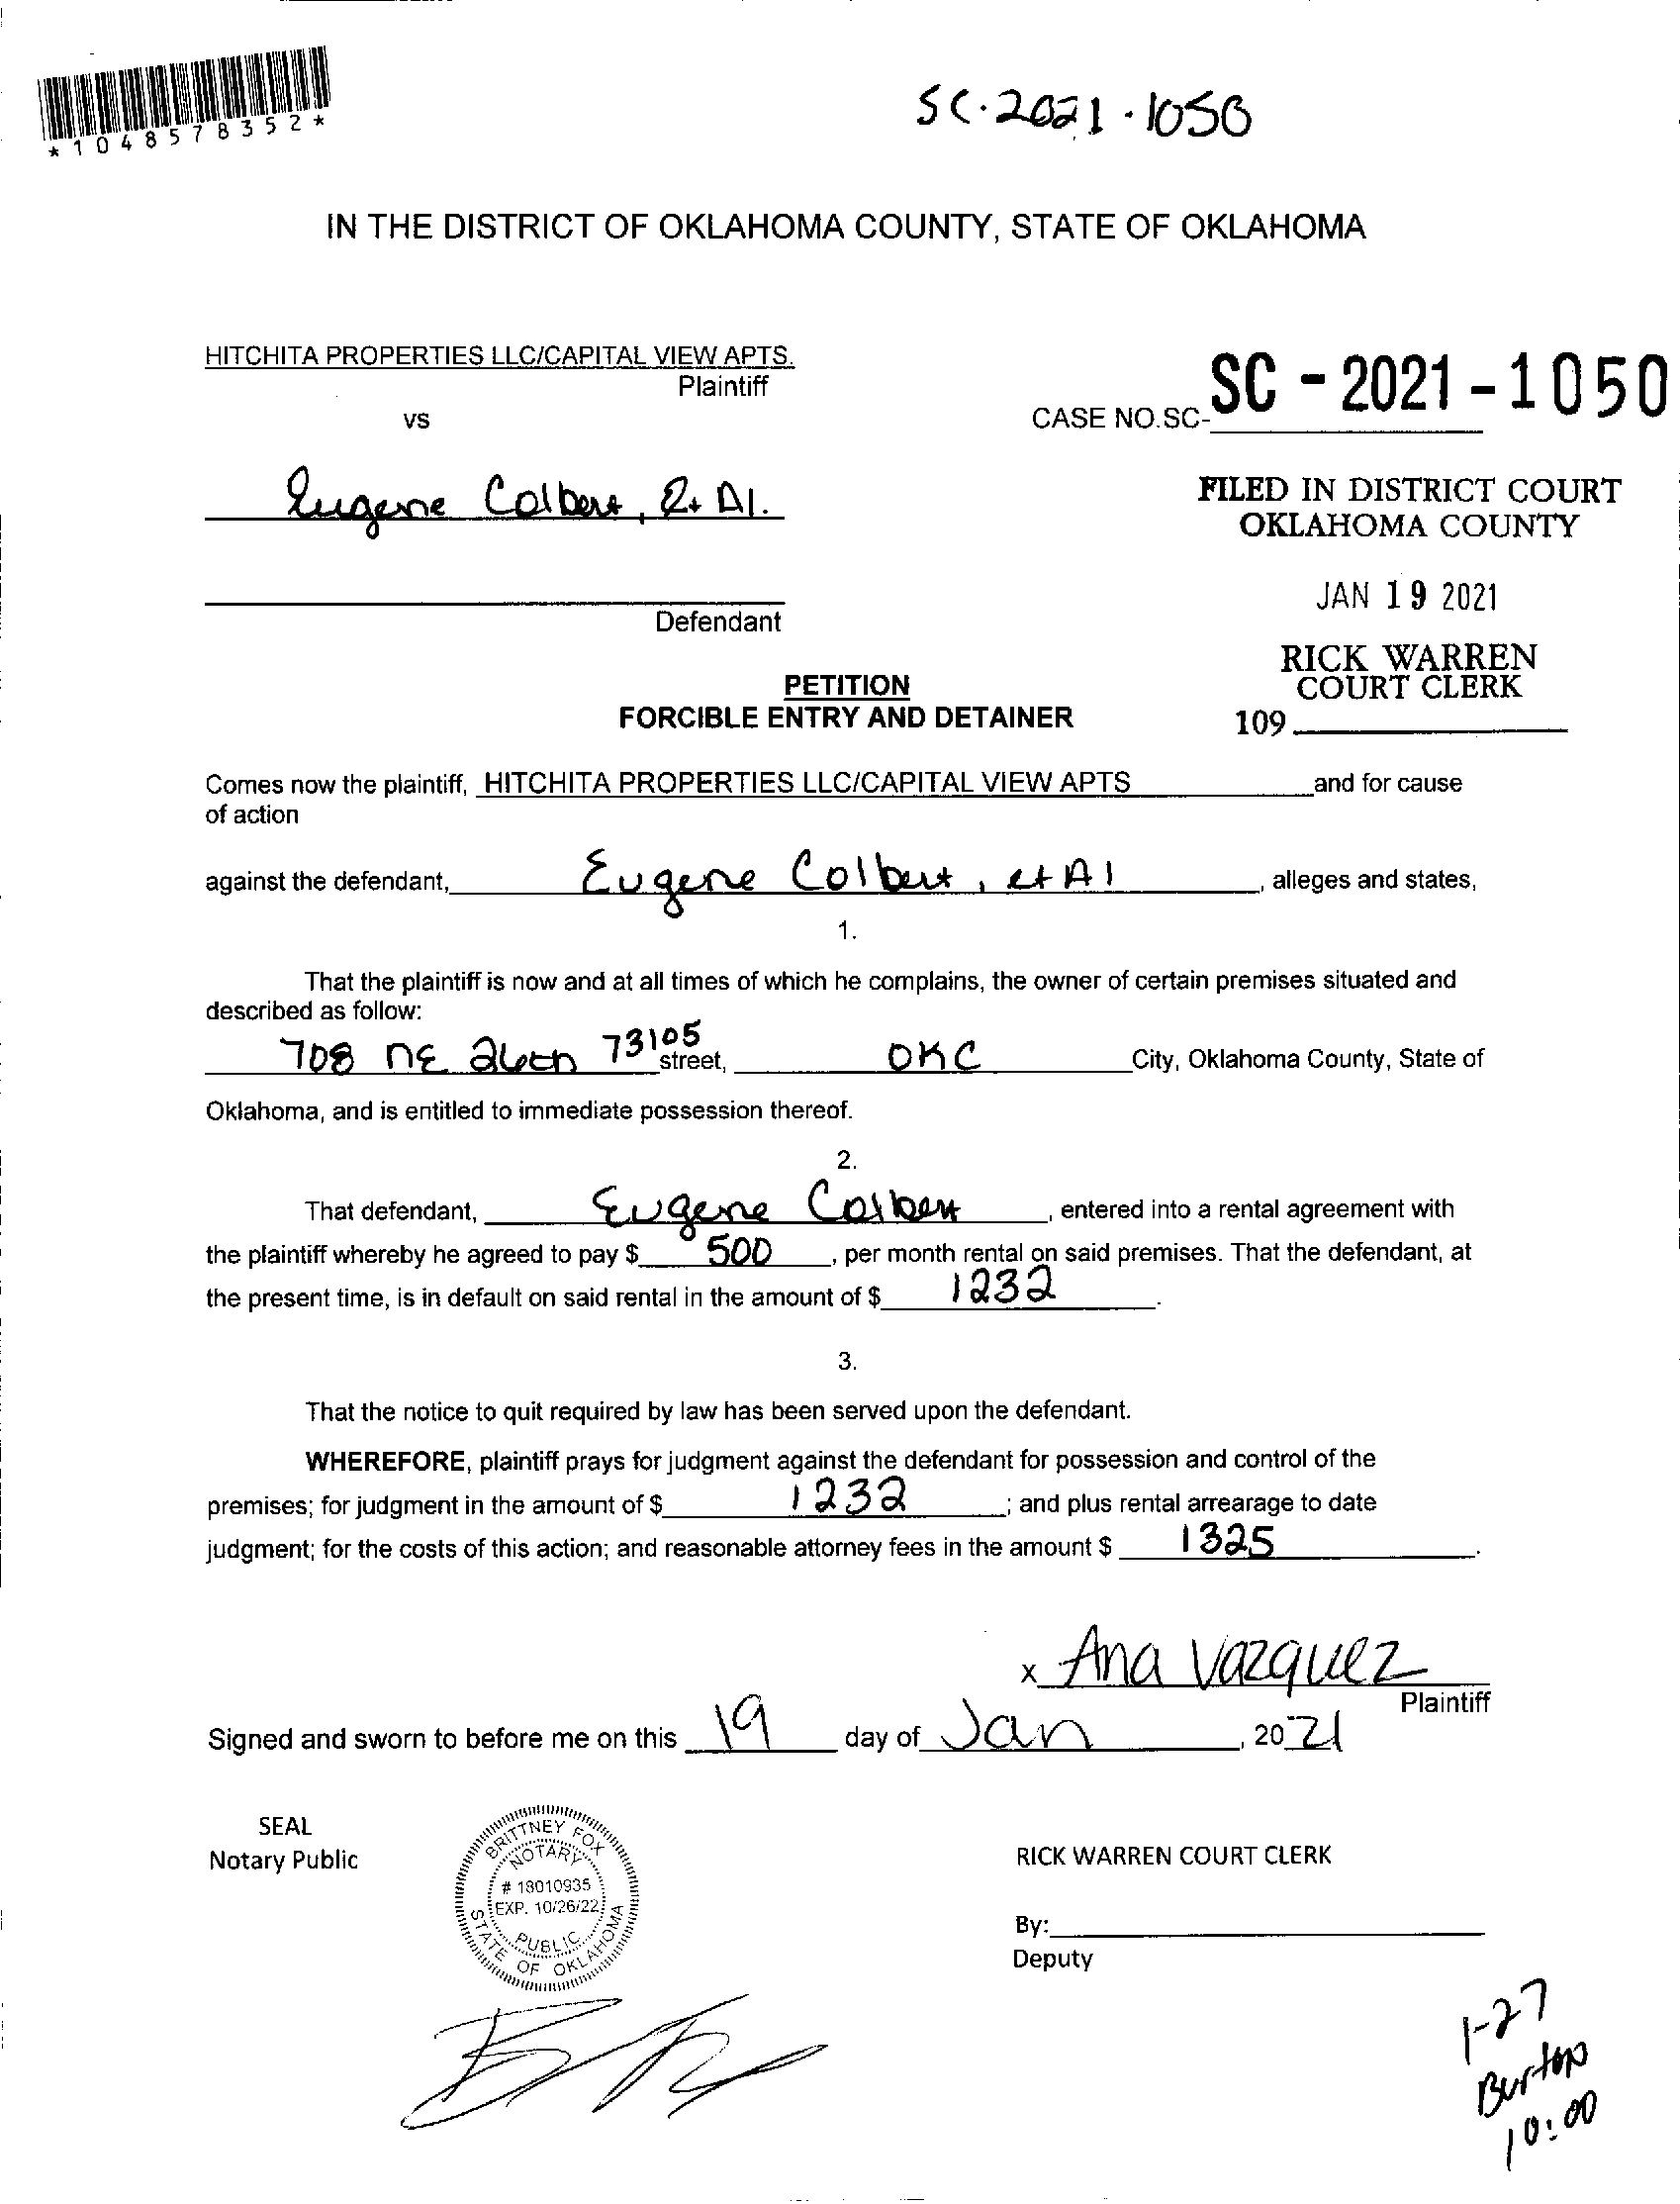 *1048578352*
SC-2021-1050
IN THE DISTRICT OF OKLAHOMA COUNTY, STATE OF OKLAHOMA
HITCHITA PROPERTIES LLC/CAPITAL VIEW APTS.
Plaintiff
vs
CASE NO.SC- SC - 2021 - 1050
Eugene Colbert, Et Al.
Defendant
FILED IN DISTRICT COURT
OKLAHOMA COUNTY
JAN 19 2021
RICK WARREN
COURT CLERK
109
PETITION
FORCIBLE ENTRY AND DETAINER
Comes now the plaintiff, HITCHITA PROPERTIES LLC/CAPITAL VIEW APTS and for cause
of action
against the defendant, Eugene Colbert, et Al , alleges and states,
1.
That the plaintiff is now and at all times of which he complains, the owner of certain premises situated and
described as follow:
708 NE 26th 73105 street, OKC City, Oklahoma County, State of
Oklahoma, and is entitled to immediate possession thereof.
2.
That defendant, Eugene Colbert , entered into a rental agreement with
the plaintiff whereby he agreed to pay $ 500 , per month rental on said premises. That the defendant, at
the present time, is in default on said rental in the amount of $ 1232 .
3.
That the notice to quit required by law has been served upon the defendant.
WHEREFORE, plaintiff prays for judgment against the defendant for possession and control of the
premises; for judgment in the amount of $ 1232 ; and plus rental arrearage to date
judgment; for the costs of this action; and reasonable attorney fees in the amount $ 1325 .
x Ana Vazquez
Plaintiff
Signed and sworn to before me on this 19 day of Jan , 2021
SEAL
Notary Public
BRITTNEY FOX
NOTARY
# 18010935
EXP. 10/26/22
PUBLIC
STATE OF OKLAHOMA
RICK WARREN COURT CLERK
By:
Deputy
1-27
Burton
10:00